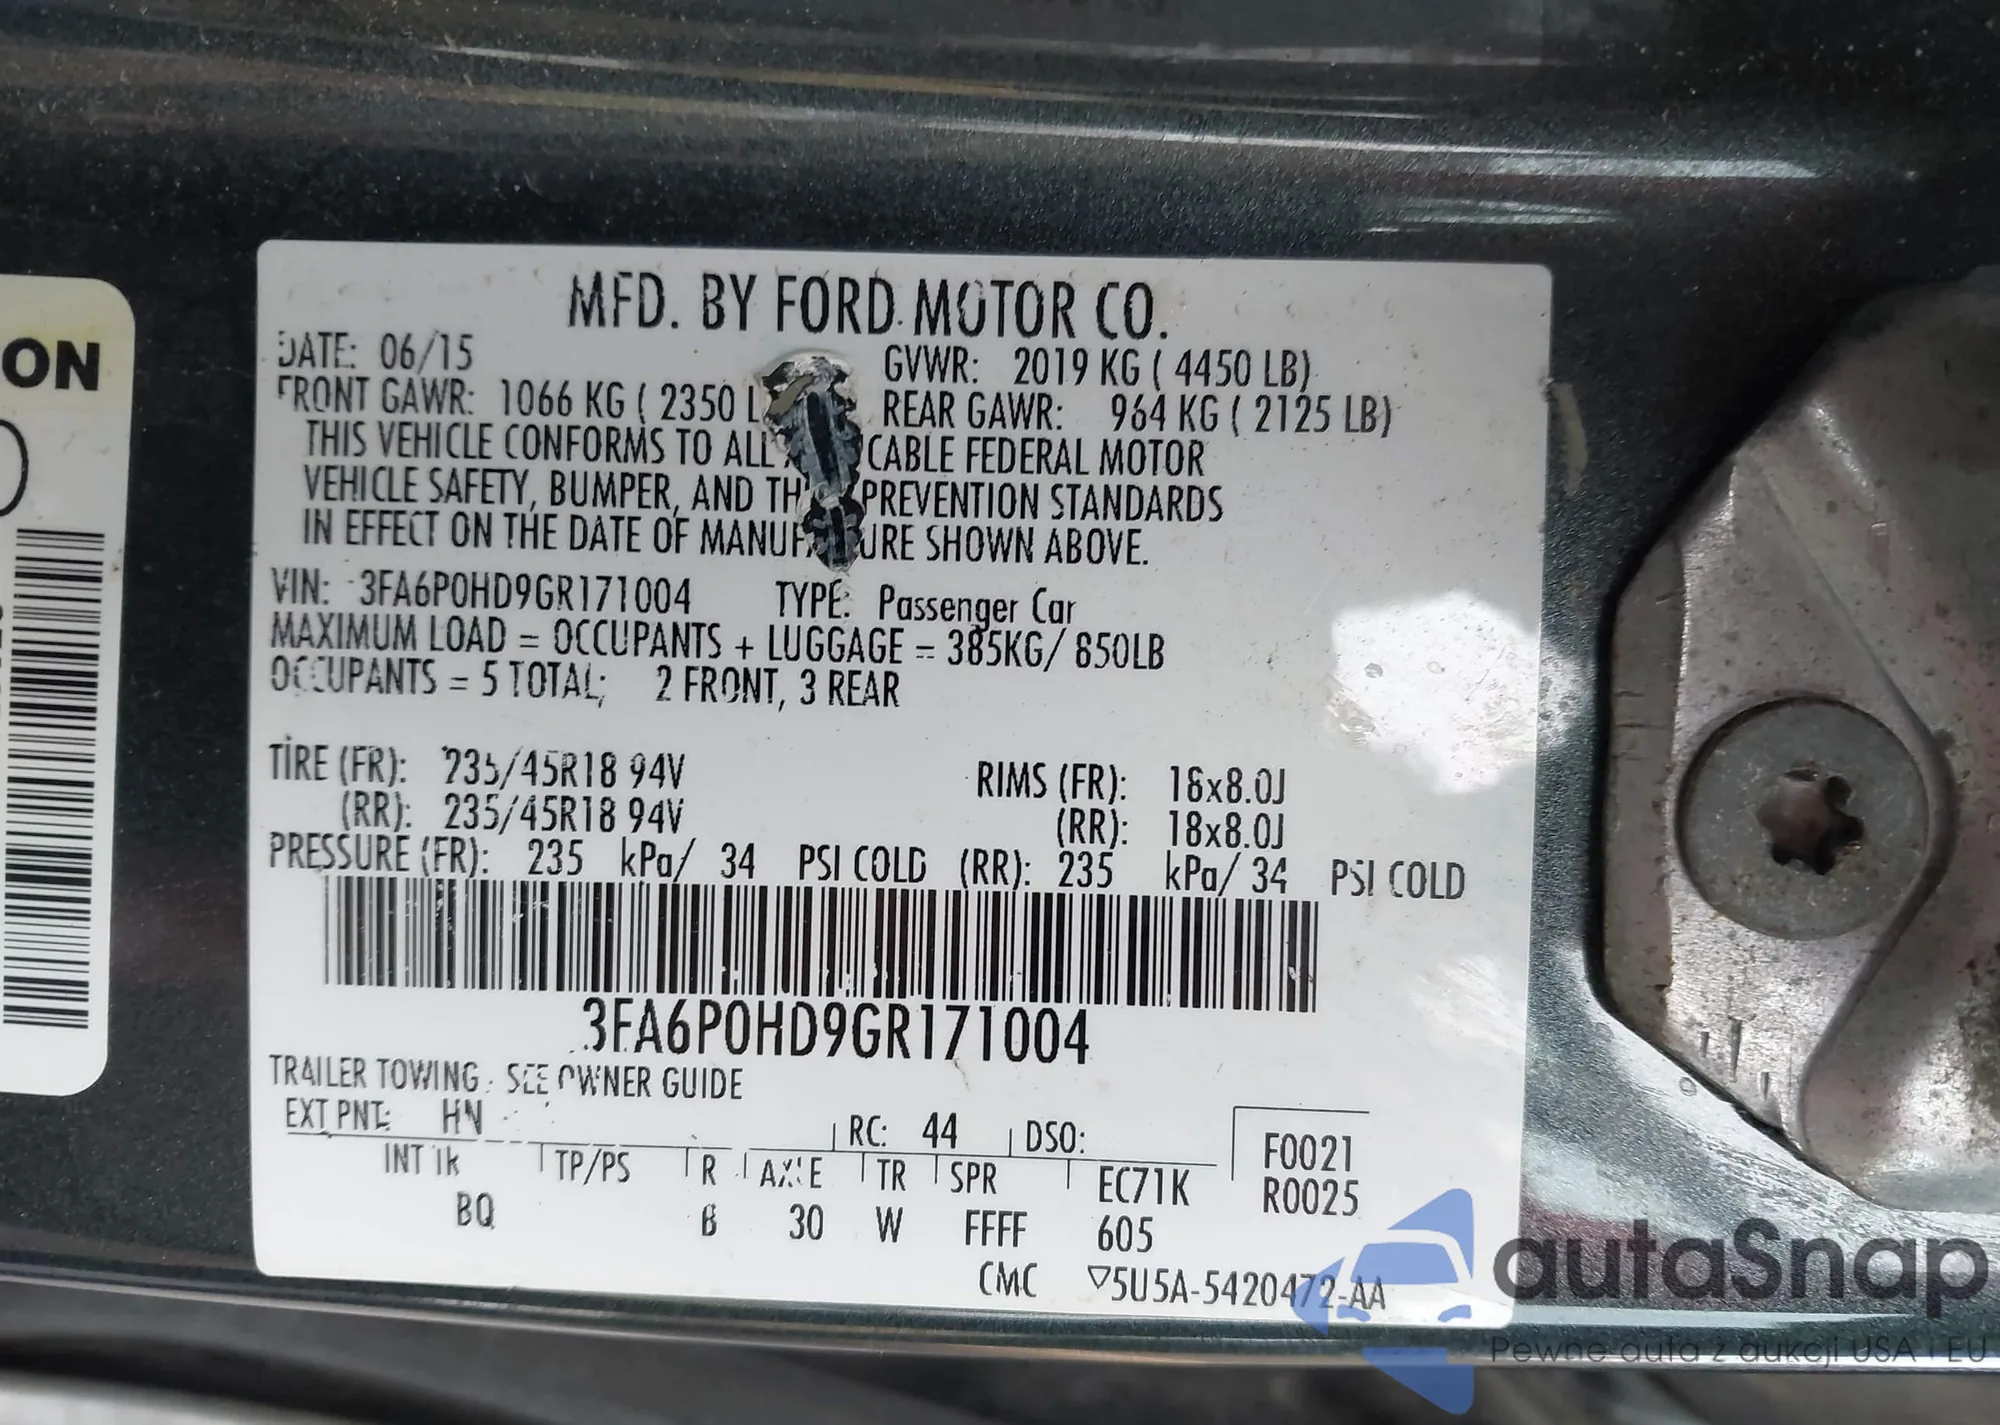 ON
MFD. BY FORD MOTOR CO.
DATE: 06/15
GVWR: 2019 KG ( 4450 LB)
FRONT GAWR: 1066 KG ( 2350 L
REAR GAWR: 964 KG ( 2125 LB)
THIS VEHICLE CONFORMS TO ALL CABLE FEDERAL MOTOR
VEHICLE SAFETY, BUMPER, AND TH PREVENTION STANDARDS
IN EFFECT ON THE DATE OF MANUF URE SHOWN ABOVE.
VIN: 3FA6P0HD9GR171004 TYPE: Passenger Car
MAXIMUM LOAD = OCCUPANTS + LUGGAGE = 385KG/ 850LB
OCCUPANTS = 5 TOTAL; 2 FRONT, 3 REAR
TIRE (FR): 235/45R18 94V RIMS (FR): 18x8.0J
(RR): 235/45R18 94V (RR): 18x8.0J
PRESSURE (FR): 235 kPa/ 34 PSI COLD (RR): 235 kPa/ 34 PSI COLD
3FA6P0HD9GR171004
TRAILER TOWING: SEE OWNER GUIDE
EXT PNT: HN RC: 44 DSO: F0021
INT TR TP/PS R AXLE TR SPR EC71K R0025
BQ B 30 W FFFF 605
CMC ▽5U5A-5420472-AA
autoSnap
Pewne auta z aukcji USA i EU